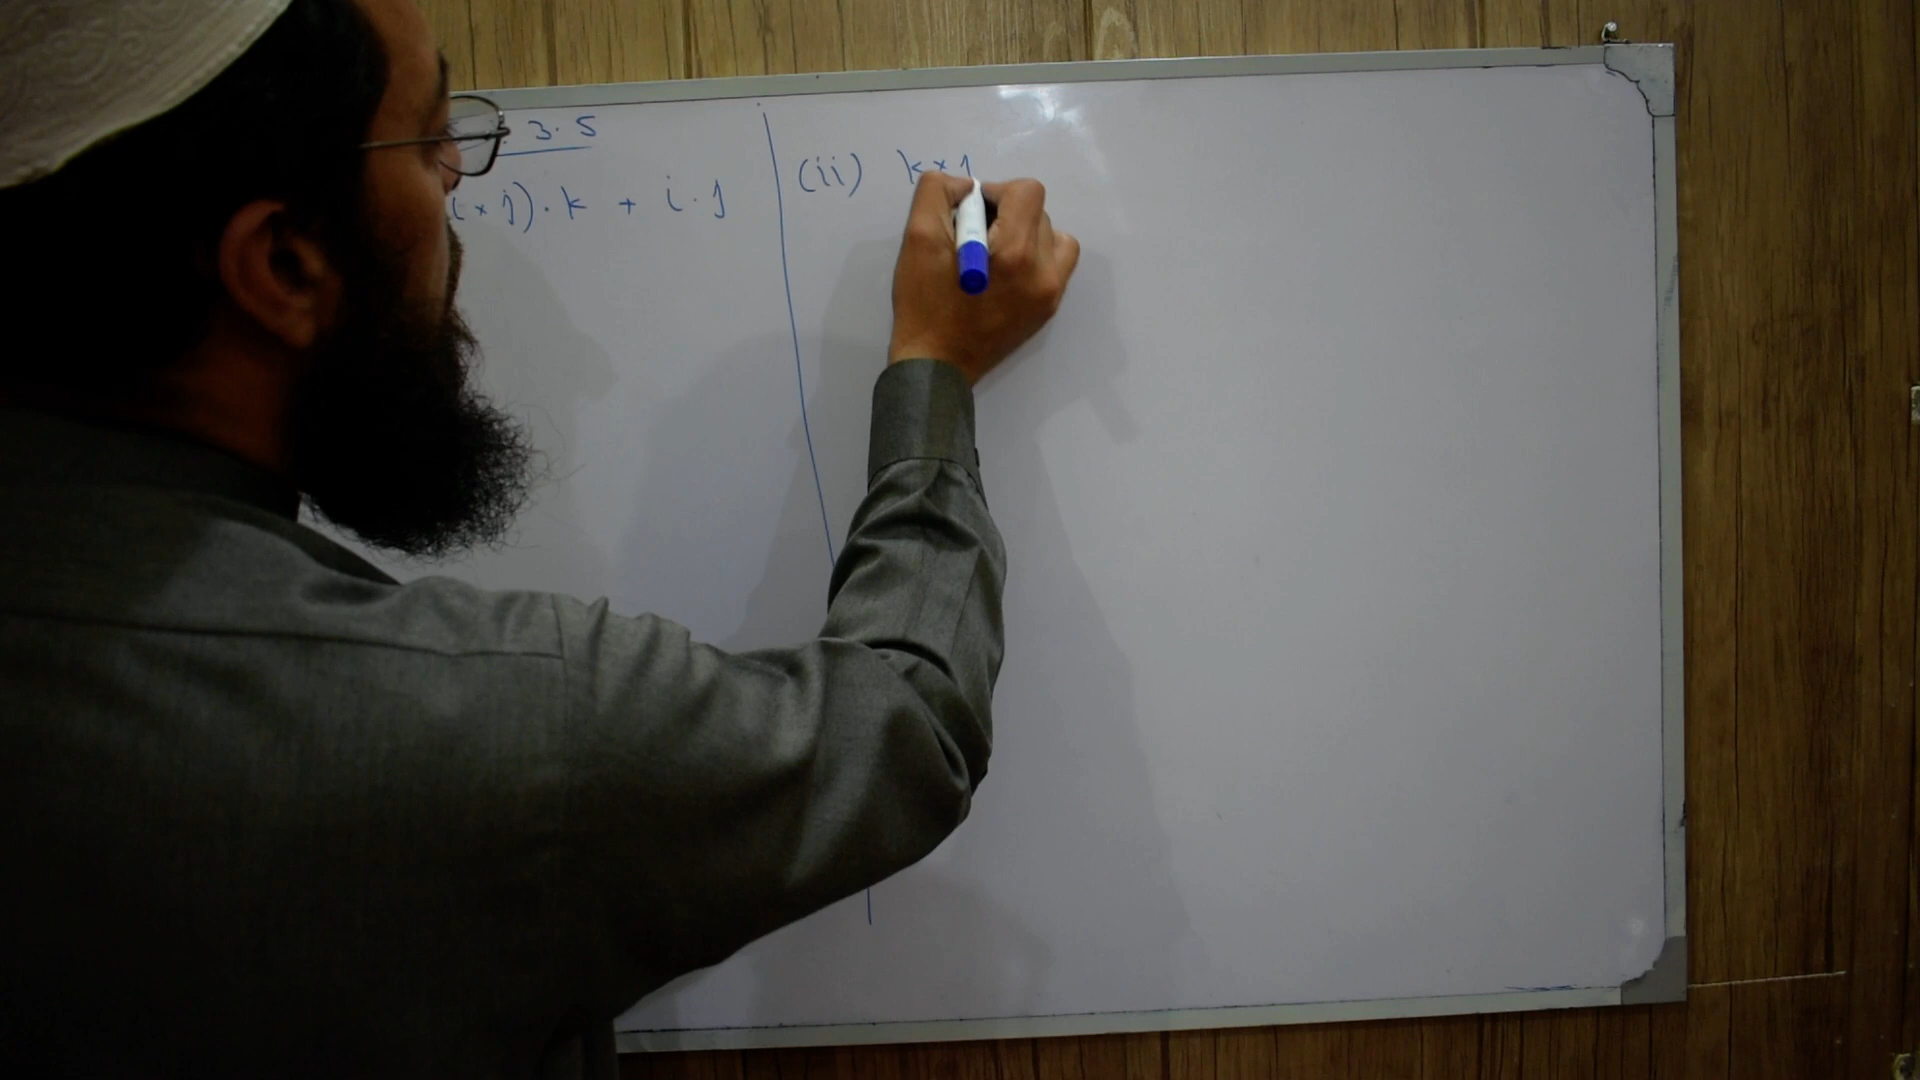 3.5
(i × j) · k + i · j
(ii) k × j